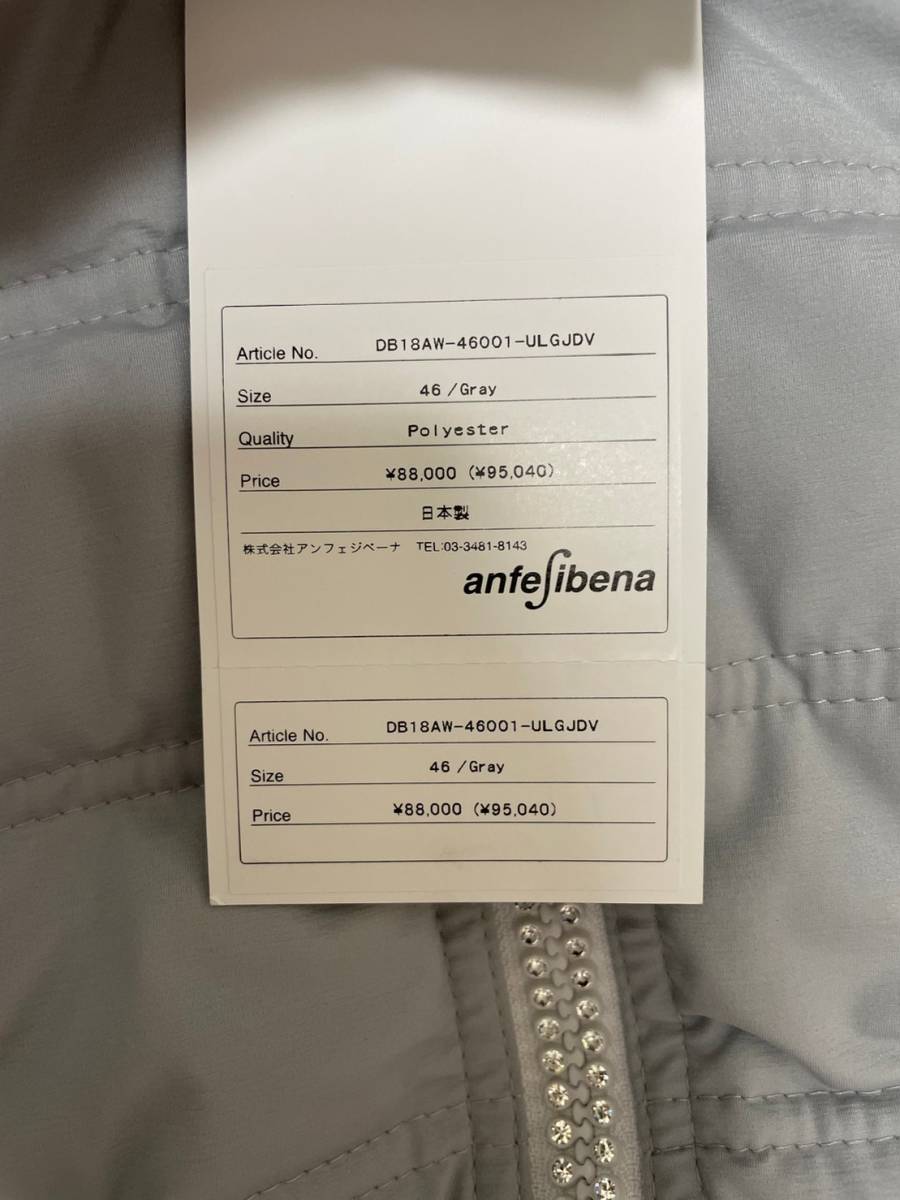 Article No. DB18AW-46001-ULGJDV
Size 46 /Gray
Quality Polyester
Price ¥88,000 (¥95,040)
日本製
株式会社アンフェジベーナ TEL:03-3481-8143
anfeſibena
Article No. DB18AW-46001-ULGJDV
Size 46 /Gray
Price ¥88,000 (¥95,040)